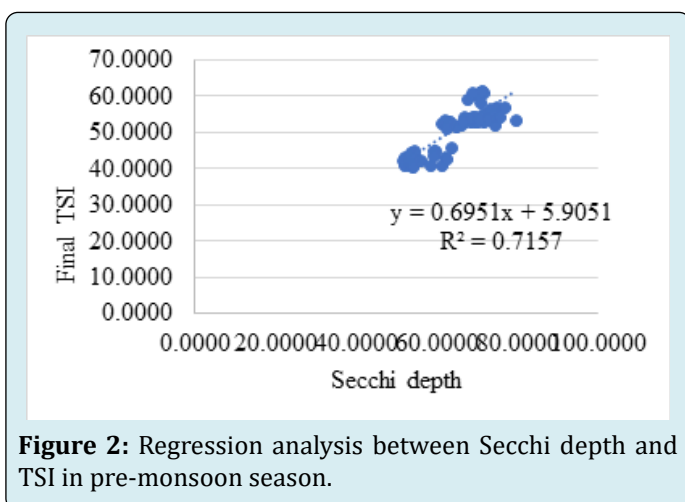 70.0000
60.0000
50.0000
40.0000
30.0000
20.0000
10.0000
0.0000
Final TSI
y = 0.6951x + 5.9051
R² = 0.7157
0.0000 20.0000 40.0000 60.0000 80.0000 100.0000
Secchi depth
Figure 2: Regression analysis between Secchi depth and
TSI in pre-monsoon season.